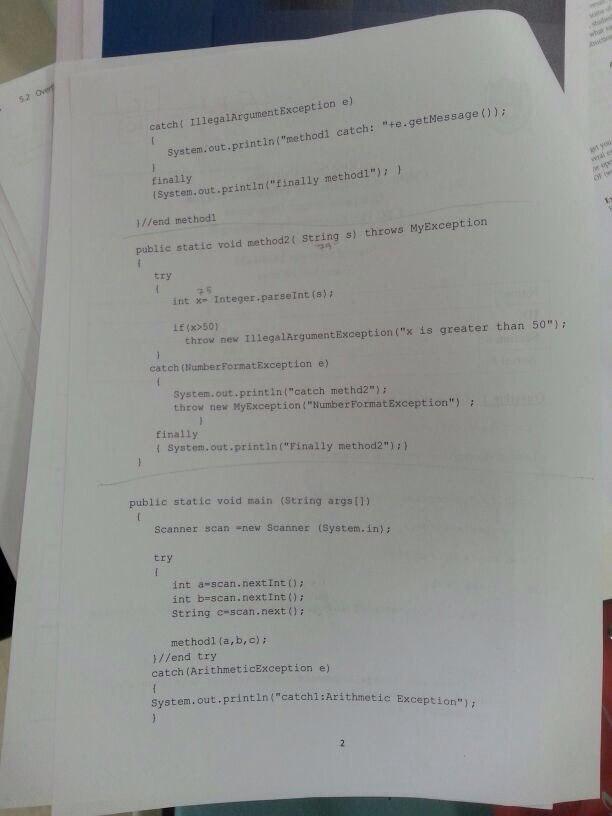 5.2 Over
catch( IllegalArgumentException e)
{
System.out.println("method1 catch: "+e.getMessage());
}
finally
{System.out.println("finally method1"); }
}//end method1
public static void method2( String s) throws MyException
{
try
{
75
int x= Integer.parseInt(s);
if(x>50)
throw new IllegalArgumentException("x is greater than 50");
}
catch(NumberFormatException e)
{
System.out.println("catch methd2");
throw new MyException("NumberFormatException") ;
}
finally
{ System.out.println("Finally method2");}
}
public static void main (String args[])
{
Scanner scan =new Scanner (System.in);
try
{
int a=scan.nextInt();
int b=scan.nextInt();
String c=scan.next();
method1(a,b,c);
}//end try
catch(ArithmeticException e)
{
System.out.println("catch1:Arithmetic Exception");
}
2